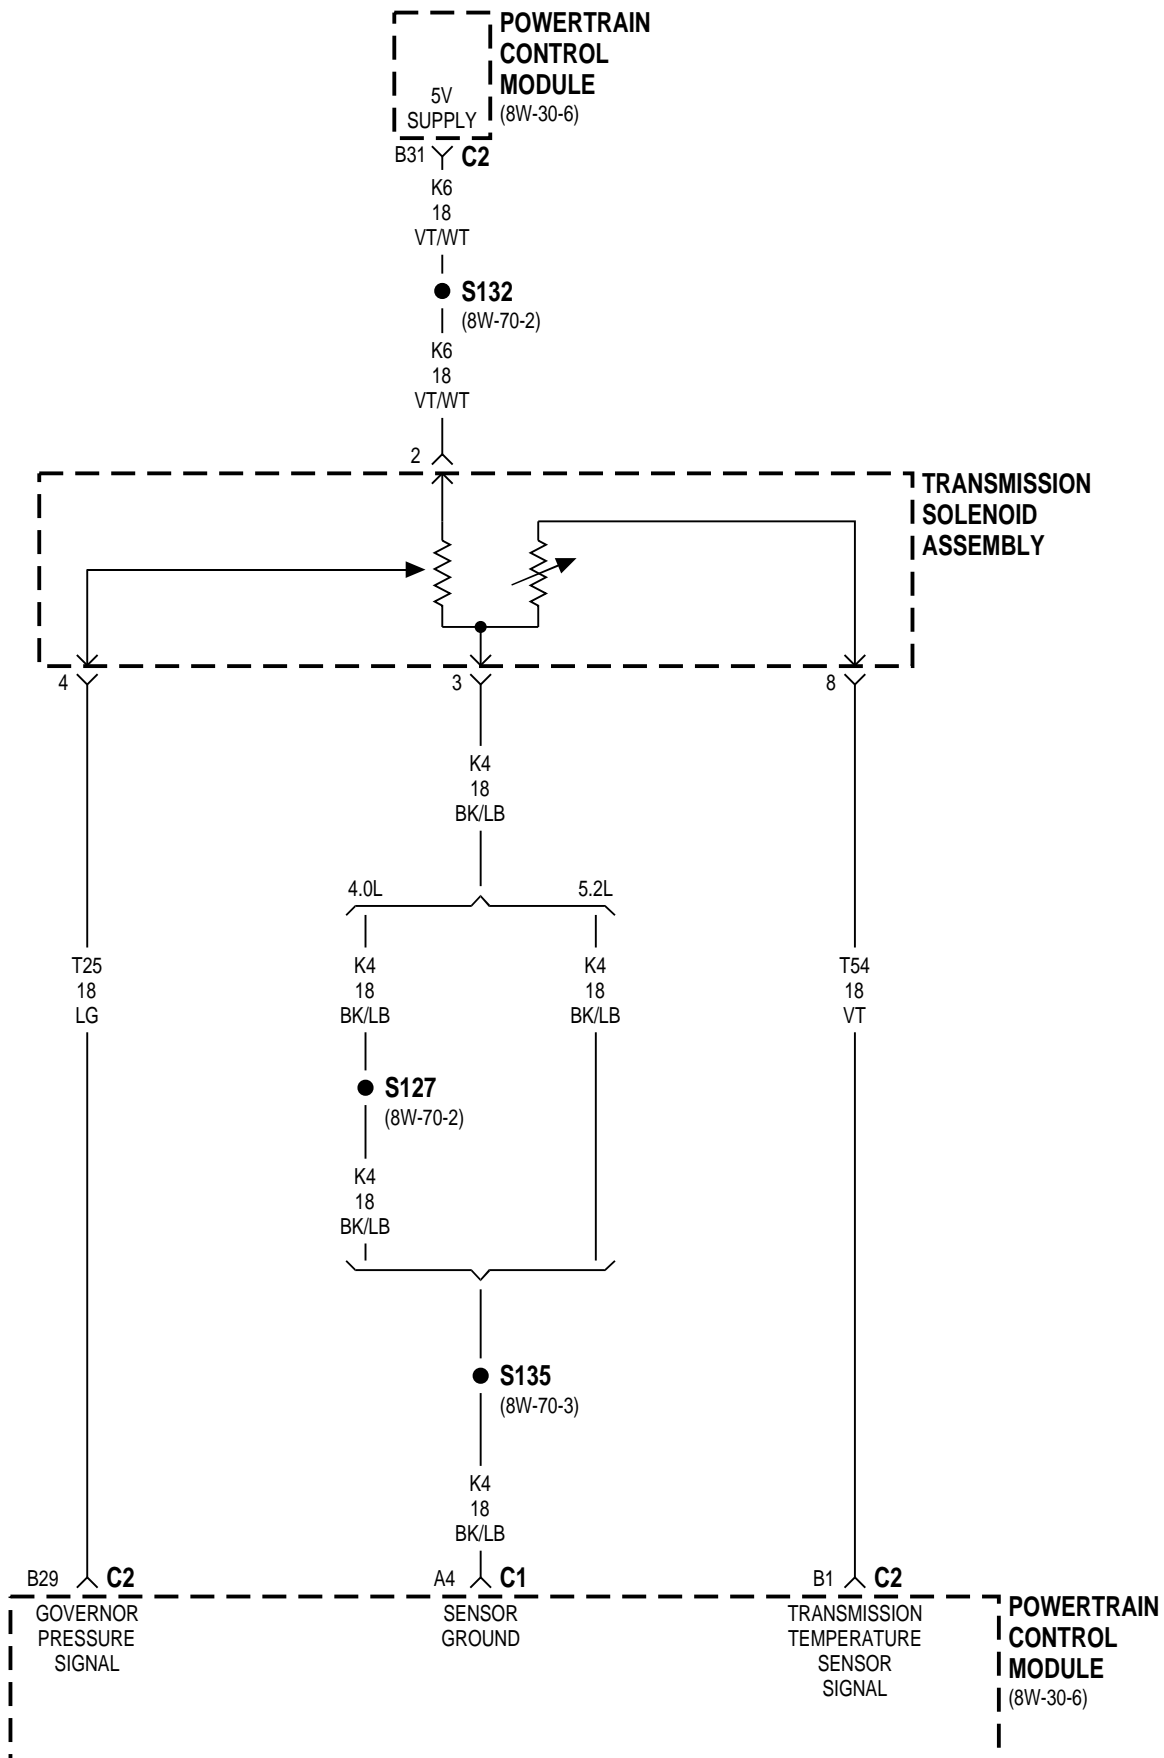 POWERTRAIN
CONTROL
MODULE
(8W-30-6)
5V
SUPPLY
B31
C2
K6
18
VT/WT
S132
(8W-70-2)
K6
18
VT/WT
2
TRANSMISSION
SOLENOID
ASSEMBLY
4
3
8
K4
18
BK/LB
4.0L
5.2L
T25
18
LG
K4
18
BK/LB
K4
18
BK/LB
T54
18
VT
S127
(8W-70-2)
K4
18
BK/LB
S135
(8W-70-3)
K4
18
BK/LB
B29
C2
A4
C1
B1
C2
GOVERNOR
PRESSURE
SIGNAL
SENSOR
GROUND
TRANSMISSION
TEMPERATURE
SENSOR
SIGNAL
POWERTRAIN
CONTROL
MODULE
(8W-30-6)